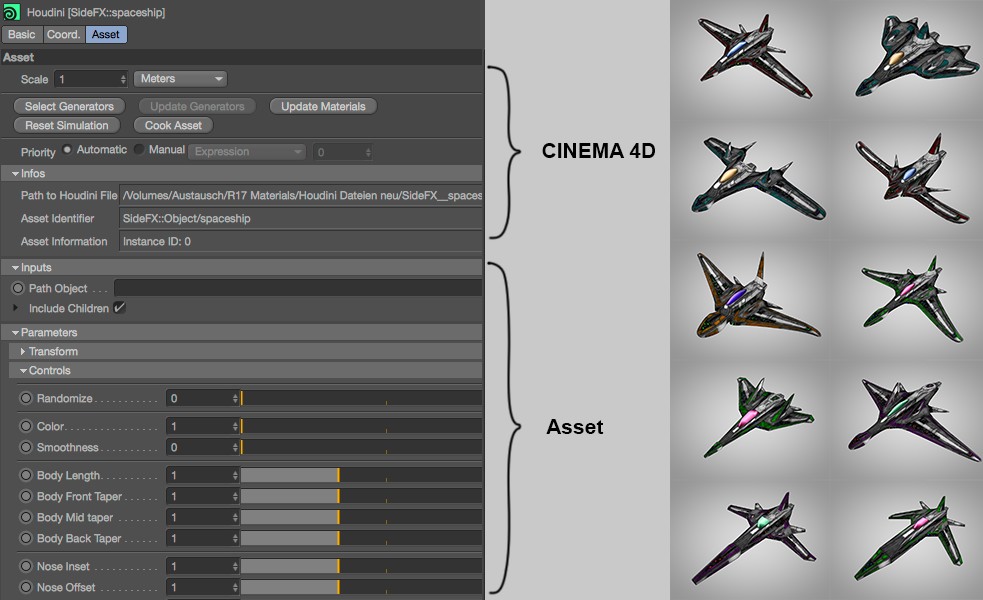 Houdini [SideFX::spaceship]
Basic Coord. Asset
Asset
Scale 1 Meters
Select Generators Update Generators Update Materials
Reset Simulation Cook Asset
Priority Automatic Manual Expression 0
Infos
Path to Houdini File /Volumes/Austausch/R17 Materials/Houdini Dateien neu/SideFX__spaces
Asset Identifier SideFX::Object/spaceship
Asset Information Instance ID: 0
Inputs
Path Object . . .
Include Children
Parameters
Transform
Controls
Randomize . . . . . . . . . . 0
Color . . . . . . . . . . . . . . 1
Smoothness . . . . . . . . . 0
Body Length . . . . . . . . . 1
Body Front Taper . . . . . . 1
Body Mid taper . . . . . . . 1
Body Back Taper . . . . . . 1
Nose Inset . . . . . . . . . . 1
Nose Offset . . . . . . . . . 1
CINEMA 4D
Asset